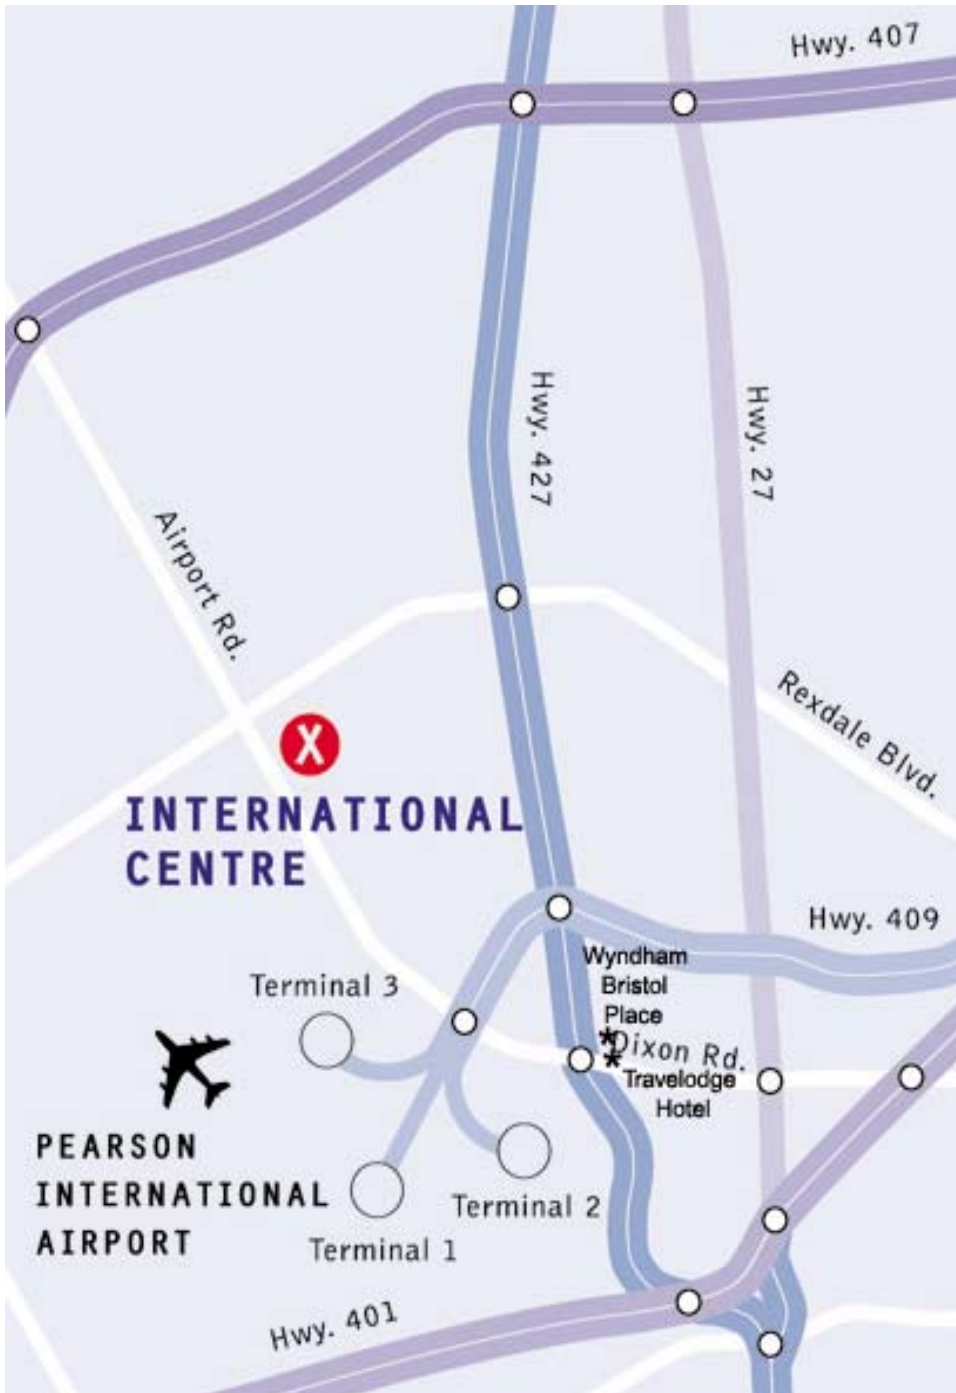 Hwy. 407
Hwy. 427
Hwy. 27
Airport Rd.
Rexdale Blvd.
X
INTERNATIONAL
CENTRE
Hwy. 409
Wyndham
Bristol
Place
*
Dixon Rd.
*
Travelodge
Hotel
Terminal 3
PEARSON
INTERNATIONAL
AIRPORT
Terminal 2
Terminal 1
Hwy. 401